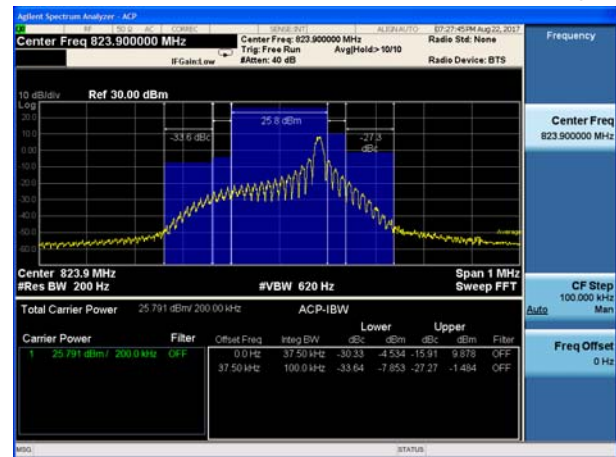 Agilent Spectrum Analyzer - ACP
RF 50 Ω AC CORREC SENSE:INT ALIGN AUTO 07:27:45PM Aug 22, 2017
Center Freq 823.900000 MHz
Center Freq: 823.900000 MHz
Radio Std: None
Trig: Free Run Avg|Hold:> 10/10
IFGain:Low #Atten: 40 dB Radio Device: BTS
10 dB/div Ref 30.00 dBm
Log
20.0
10.0
0.00
-10.0
-20.0
-30.0
-40.0
-50.0
-60.0
25.8 dBm
-33.6 dBc
-27.3 dBc
Average
Center 823.9 MHz Span 1 MHz
#Res BW 200 Hz #VBW 620 Hz Sweep FFT
Total Carrier Power 25.791 dBm/ 200.00 kHz ACP-IBW
Lower Upper
Carrier Power Filter Offset Freq Integ BW dBc dBm dBc dBm Filter
1 25.791 dBm / 200.0 kHz OFF 0.0 Hz 37.50 kHz -30.33 -4.534 -15.91 9.878 OFF
37.50 kHz 100.0 kHz -33.64 -7.853 -27.27 -1.484 OFF
MSG STATUS
Frequency
Center Freq
823.900000 MHz
CF Step
100.000 kHz
Auto Man
Freq Offset
0 Hz